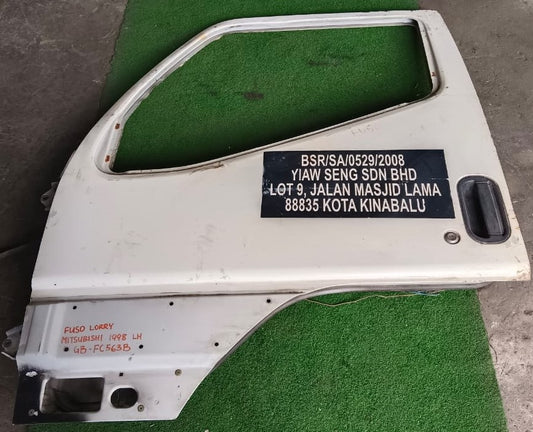 BSR/SA/0529/2008
YIAW SENG SDN BHD
LOT 9, JALAN MASJID LAMA
88835 KOTA KINABALU
FUSO LORRY
MITSUBISHI 1998 LH
GB-FC563B